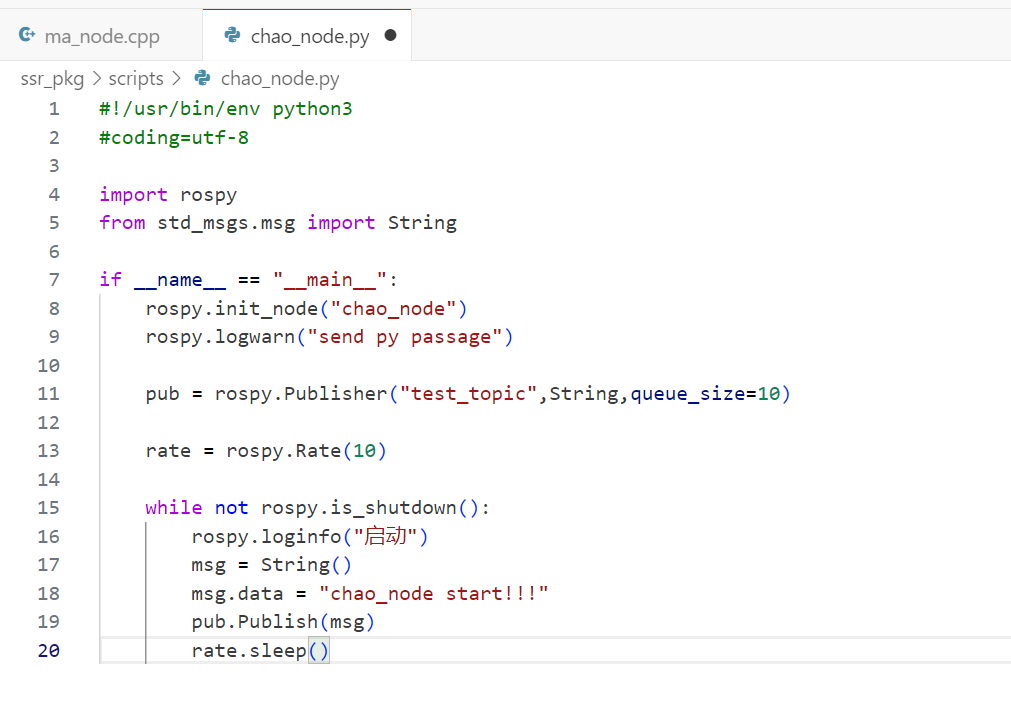 ma_node.cpp
chao_node.py
ssr_pkg > scripts > chao_node.py
1 #!/usr/bin/env python3
2 #coding=utf-8
3
4 import rospy
5 from std_msgs.msg import String
6
7 if __name__ == "__main__":
8     rospy.init_node("chao_node")
9     rospy.logwarn("send py passage")
10
11     pub = rospy.Publisher("test_topic",String,queue_size=10)
12
13     rate = rospy.Rate(10)
14
15     while not rospy.is_shutdown():
16         rospy.loginfo("启动")
17         msg = String()
18         msg.data = "chao_node start!!!"
19         pub.Publish(msg)
20         rate.sleep()